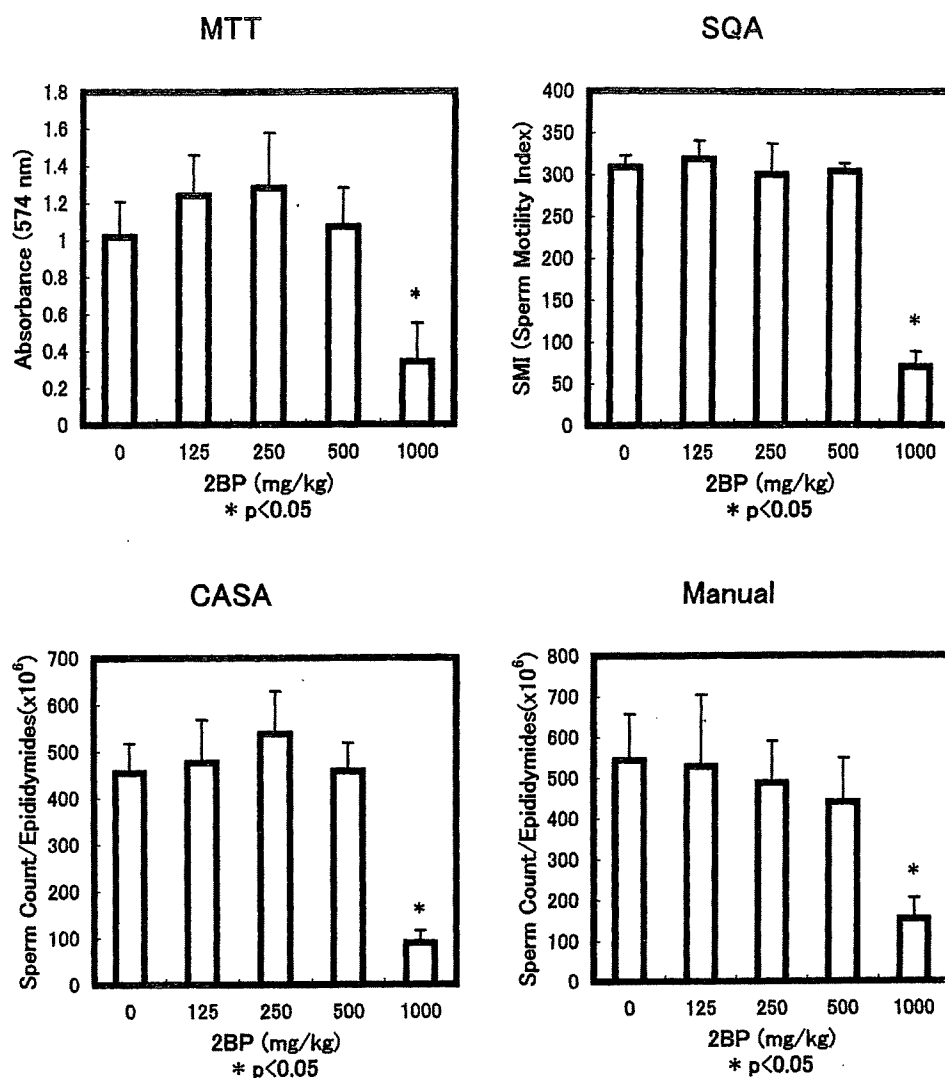 MTT
Absorbance (574 nm)
1.8
1.6
1.4
1.2
1
0.8
0.6
0.4
0.2
0
*
0 125 250 500 1000
2BP (mg/kg)
* p<0.05
SQA
SMI (Sperm Motility Index)
400
350
300
250
200
150
100
50
0
*
0 125 250 500 1000
2BP (mg/kg)
* p<0.05
CASA
Sperm Count/Epididymides(x10⁶)
700
600
500
400
300
200
100
0
*
0 125 250 500 1000
2BP (mg/kg)
* p<0.05
Manual
Sperm Count/Epididymides(x10⁶)
800
700
600
500
400
300
200
100
0
*
0 125 250 500 1000
2BP (mg/kg)
* p<0.05